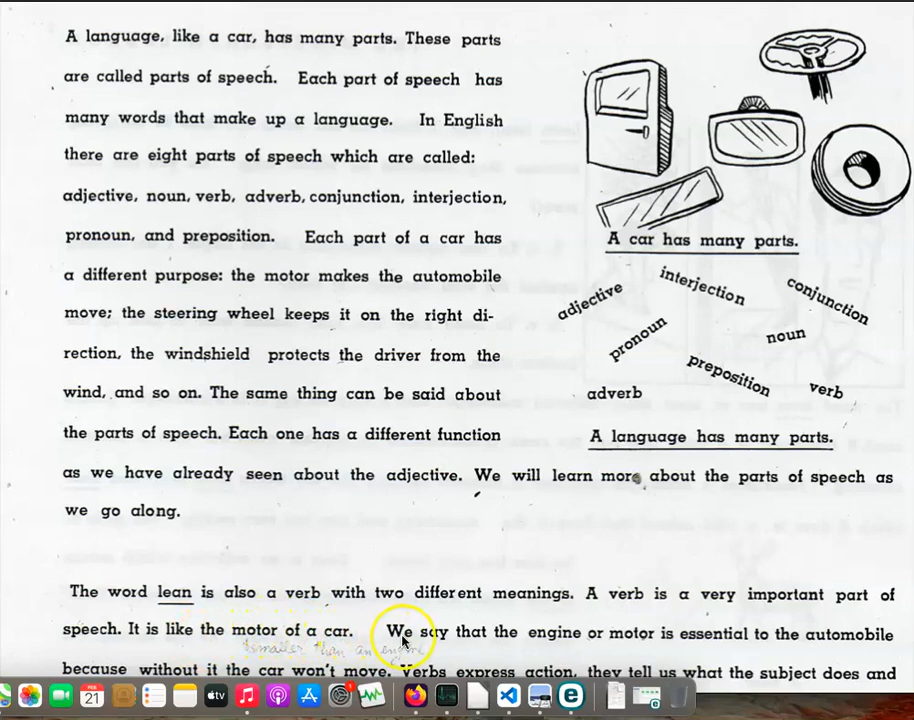 A language, like a car, has many parts. These parts
are called parts of speech. Each part of speech has
many words that make up a language. In English
there are eight parts of speech which are called:
adjective, noun, verb, adverb, conjunction, interjection,
pronoun, and preposition. Each part of a car has
a different purpose: the motor makes the automobile
move; the steering wheel keeps it on the right di-
rection, the windshield protects the driver from the
wind, and so on. The same thing can be said about
the parts of speech. Each one has a different function
as we have already seen about the adjective. We will learn more about the parts of speech as
we go along.
A car has many parts.
adjective
interjection
conjunction
pronoun
noun
preposition
verb
adverb
A language has many parts.
The word lean is also a verb with two different meanings. A verb is a very important part of
speech. It is like the motor of a car. We say that the engine or motor is essential to the automobile
smaller than an engine
because without it the car won't move. Verbs express action, they tell us what the subject does and
FEB
21
tv